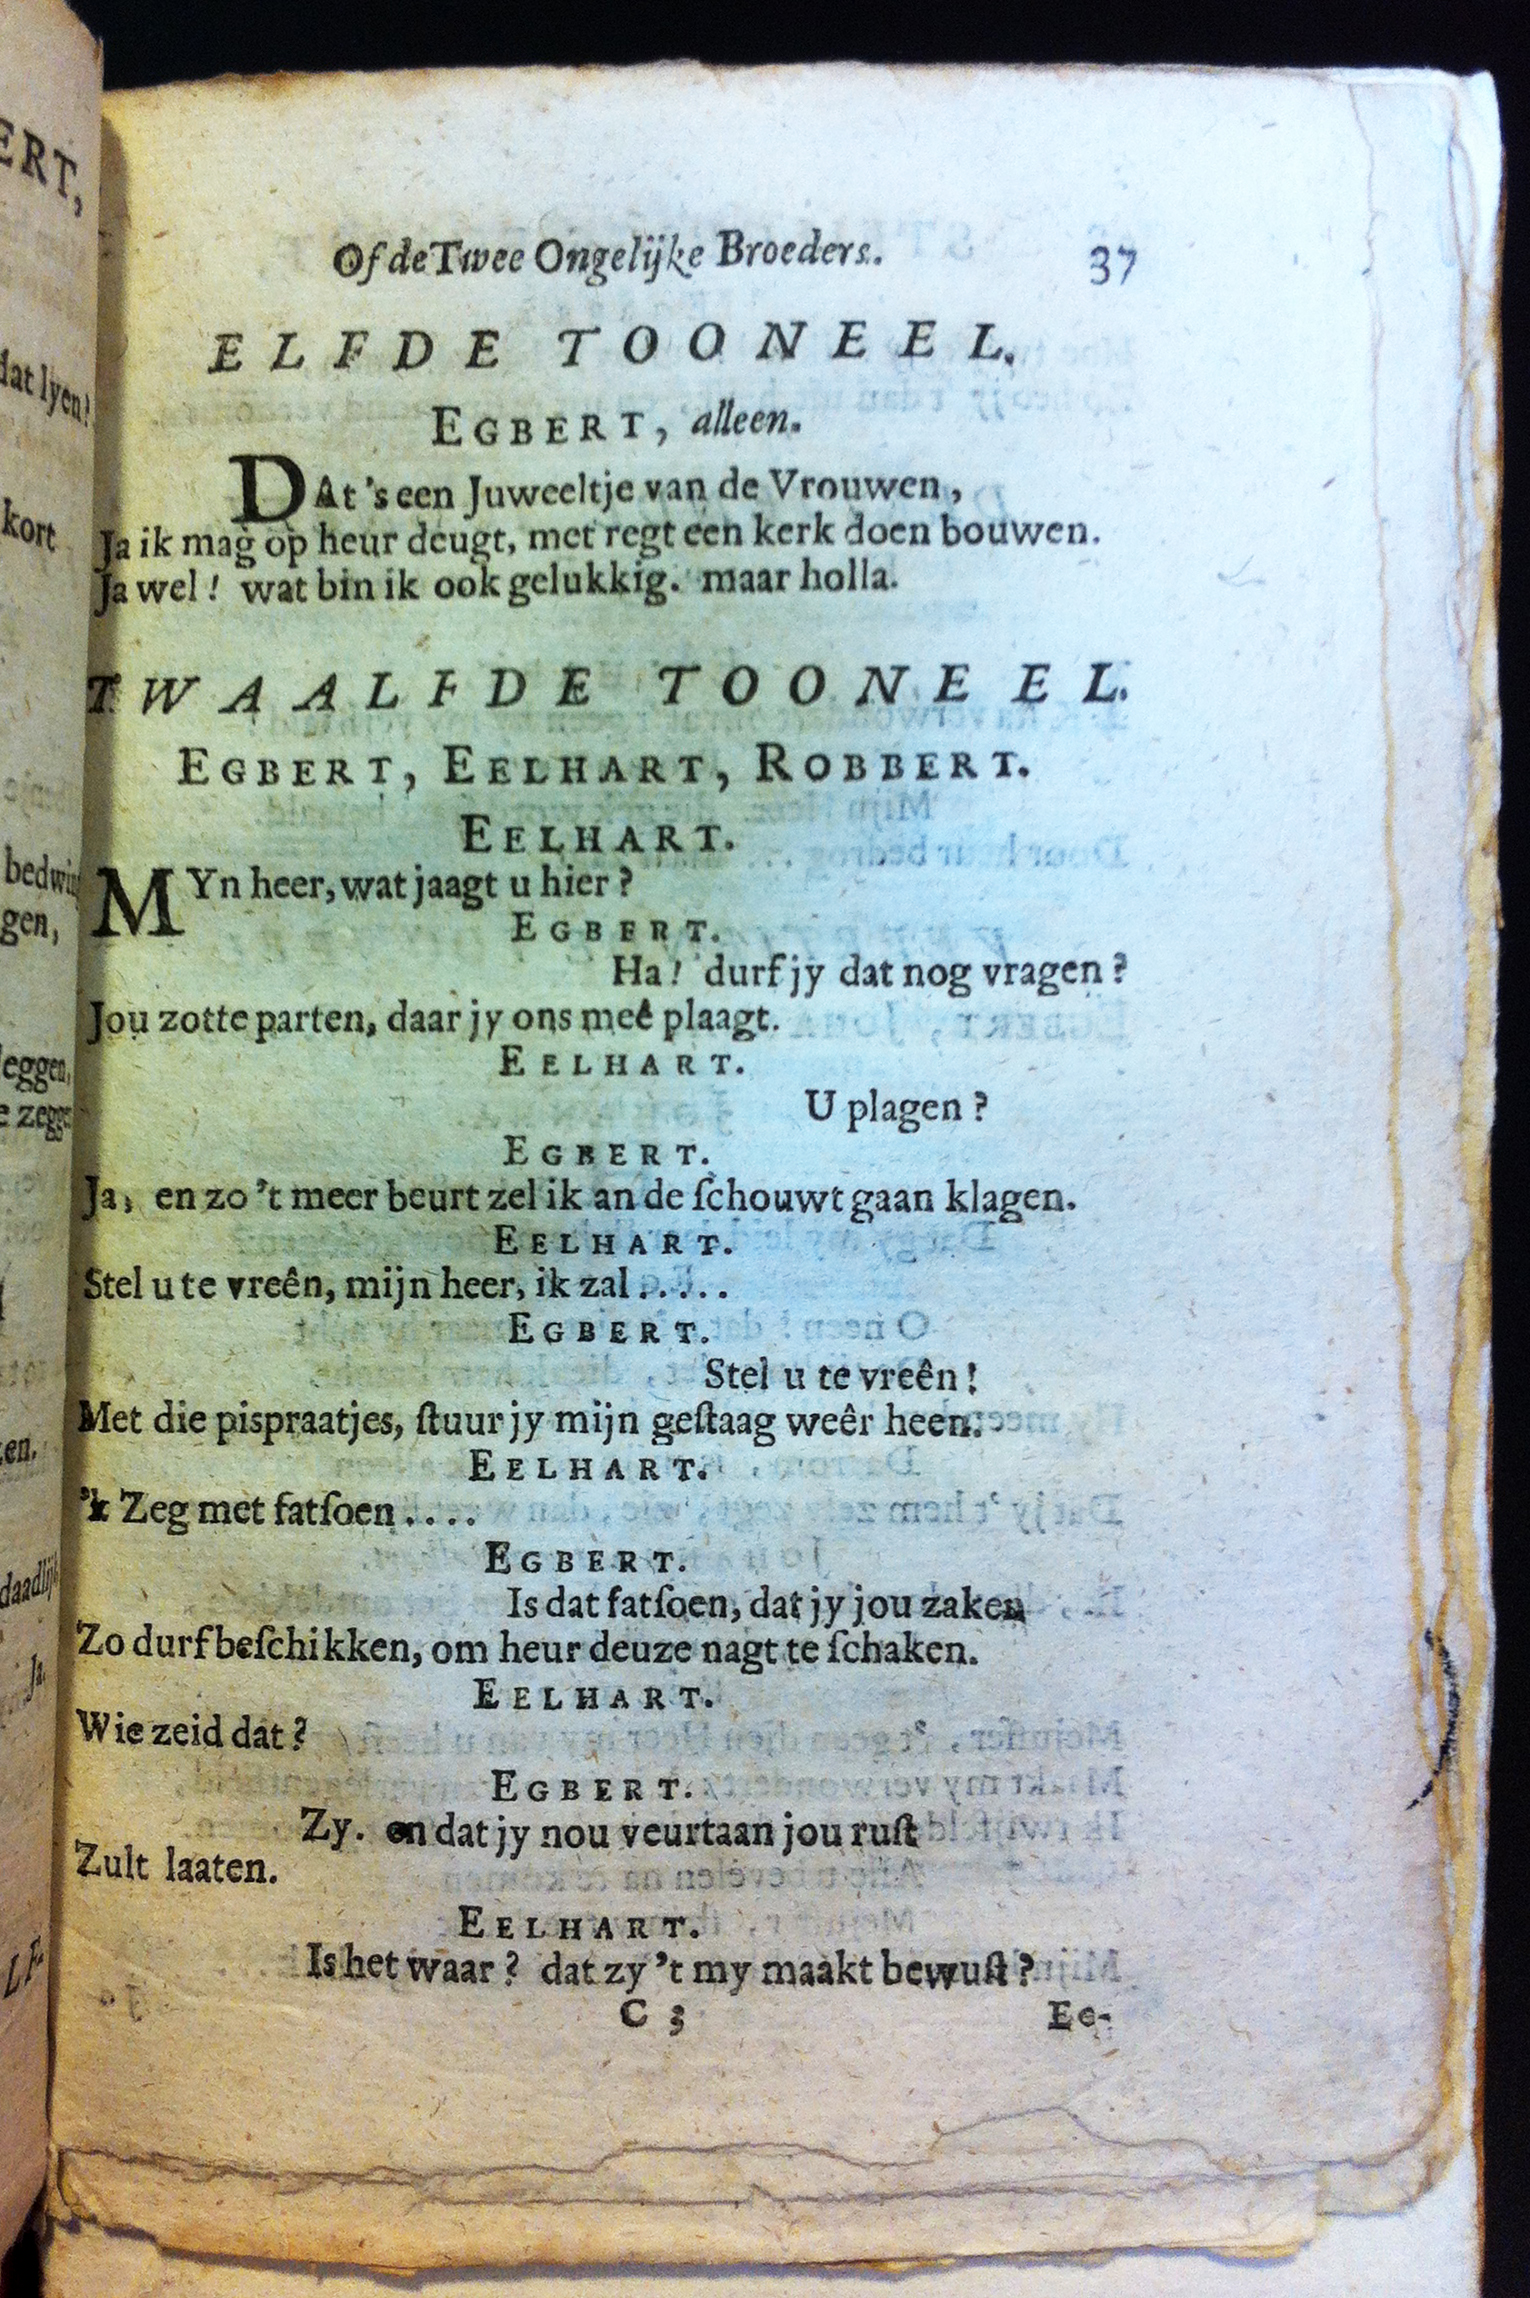 Of de Twee Ongelijke Broeders. 37
ELFDE TOONEEL.
EGBERT, alleen.
DAt 's een Juweeltje van de Vrouwen,
Ja ik mag op heur deugt, met regt een kerk doen bouwen.
Ja wel! wat bin ik ook gelukkig. maar holla.
TWAALFDE TOONEEL.
EGBERT, EELHART, ROBBERT.
EELHART.
MYn heer, wat jaagt u hier?
EGBERT.
Ha! durf jy dat nog vragen?
Jou zotte parten, daar jy ons meê plaagt.
EELHART.
U plagen?
EGBERT.
Ja, en zo 't meer beurt zel ik an de ſchouwt gaan klagen.
EELHART.
Stel u te vreên, mijn heer, ik zal.....
EGBERT.
Stel u te vreên!
Met die pispraatjes, ſtuur jy mijn geſtaag weêr heen.
EELHART.
'k Zeg met fatſoen....
EGBERT.
Is dat fatſoen, dat jy jou zaken
Zo durf beſchikken, om heur deuze nagt te ſchaken.
EELHART.
Wie zeid dat?
EGBERT.
Zy. en dat jy nou veurtaan jou ruſt
Zult laaten.
EELHART.
Is het waar? dat zy 't my maakt bewuſt?
C 3 Ee-